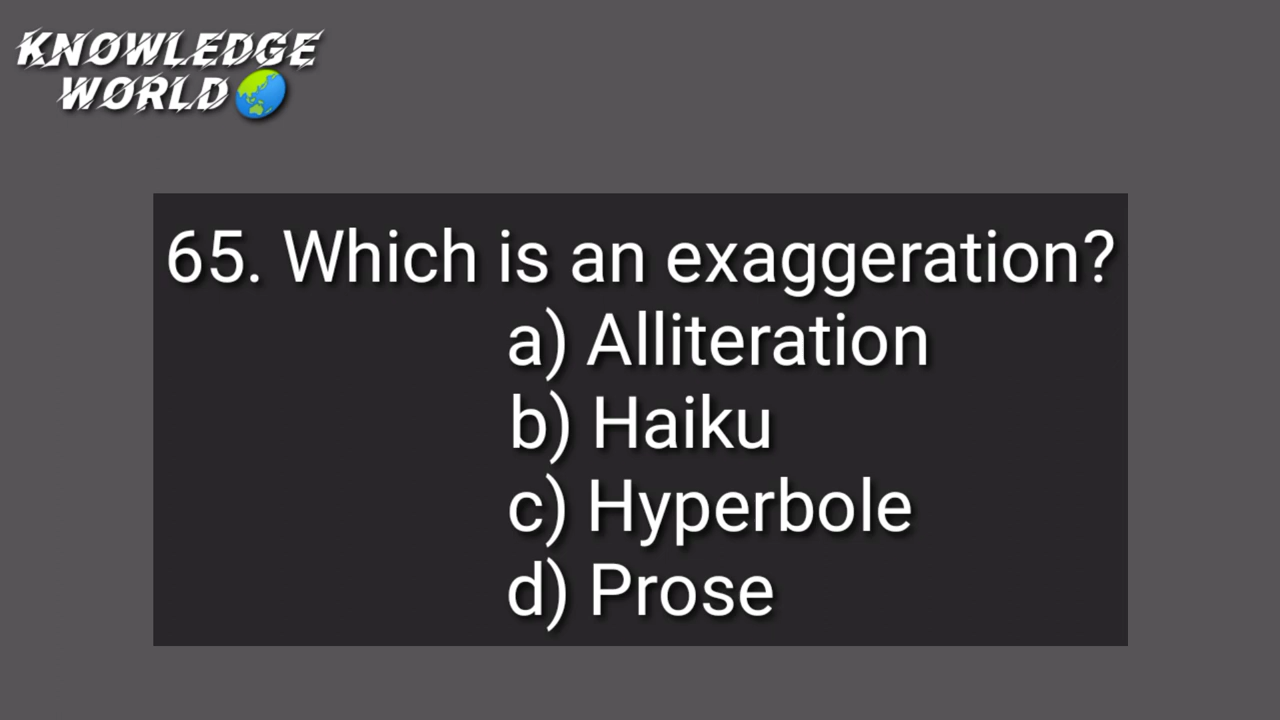 KNOWLEDGE
WORLD
65. Which is an exaggeration?
a) Alliteration
b) Haiku
c) Hyperbole
d) Prose